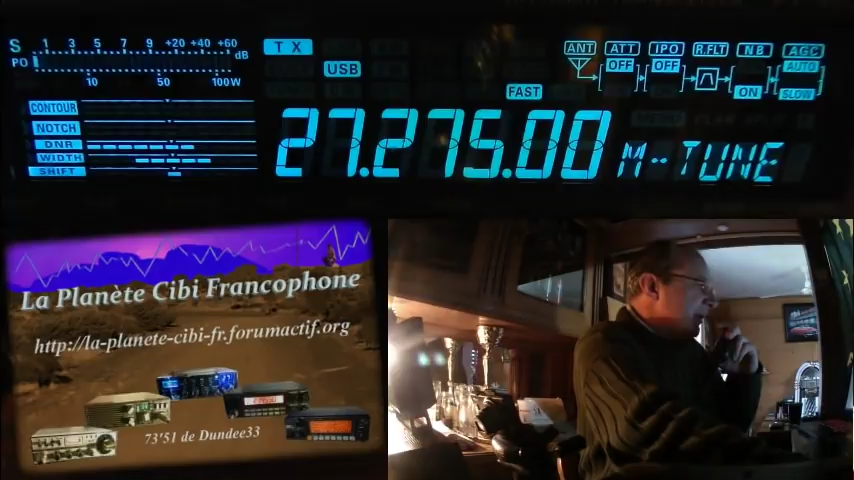 S 1 3 5 7 9 +20 +40 +60 dB
PO
10 50 100W
TX
USB
FAST
ANT ATT IPO R.FLT NB AGC
OFF OFF AUTO
ON SLOW
CONTOUR
NOTCH
DNR
WIDTH
SHIFT
27.275.00 M-TUNE
La Planète Cibi Francophone
http://la-planete-cibi-fr.forumactif.org
73'51 de Dundee33